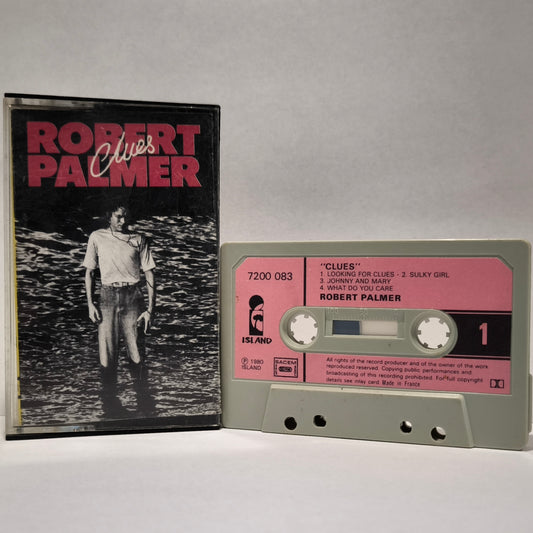 ROBERT
Clues
PALMER
7200 083
"CLUES"
1. LOOKING FOR CLUES - 2. SULKY GIRL
3. JOHNNY AND MARY
4. WHAT DO YOU CARE
ROBERT PALMER
ISLAND
1
℗ 1980
ISLAND
SACEM
All rights of the record producer and of the owner of the work
reproduced reserved. Copying public performances and
broadcasting of this recording prohibited. For full copyright
details see inlay card. Made in France